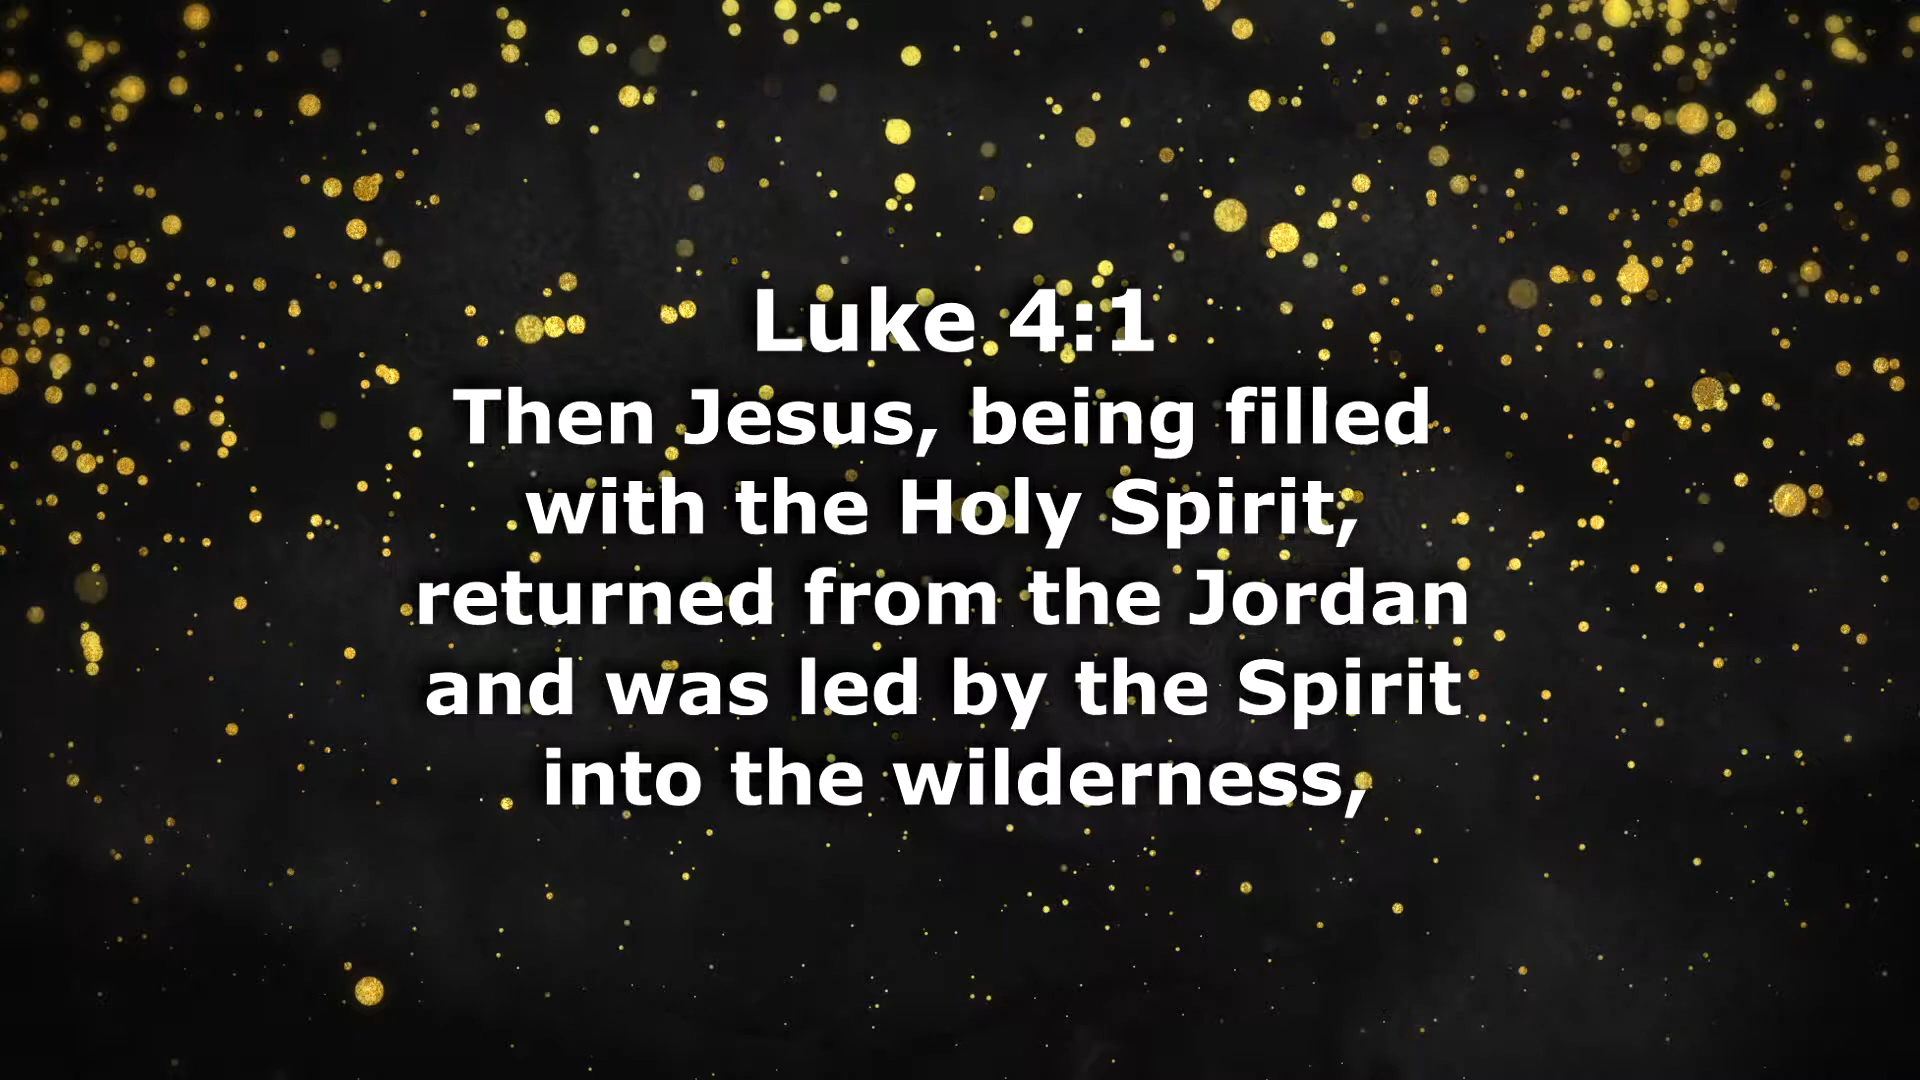 Luke 4:1
Then Jesus, being filled
with the Holy Spirit,
returned from the Jordan
and was led by the Spirit
into the wilderness,